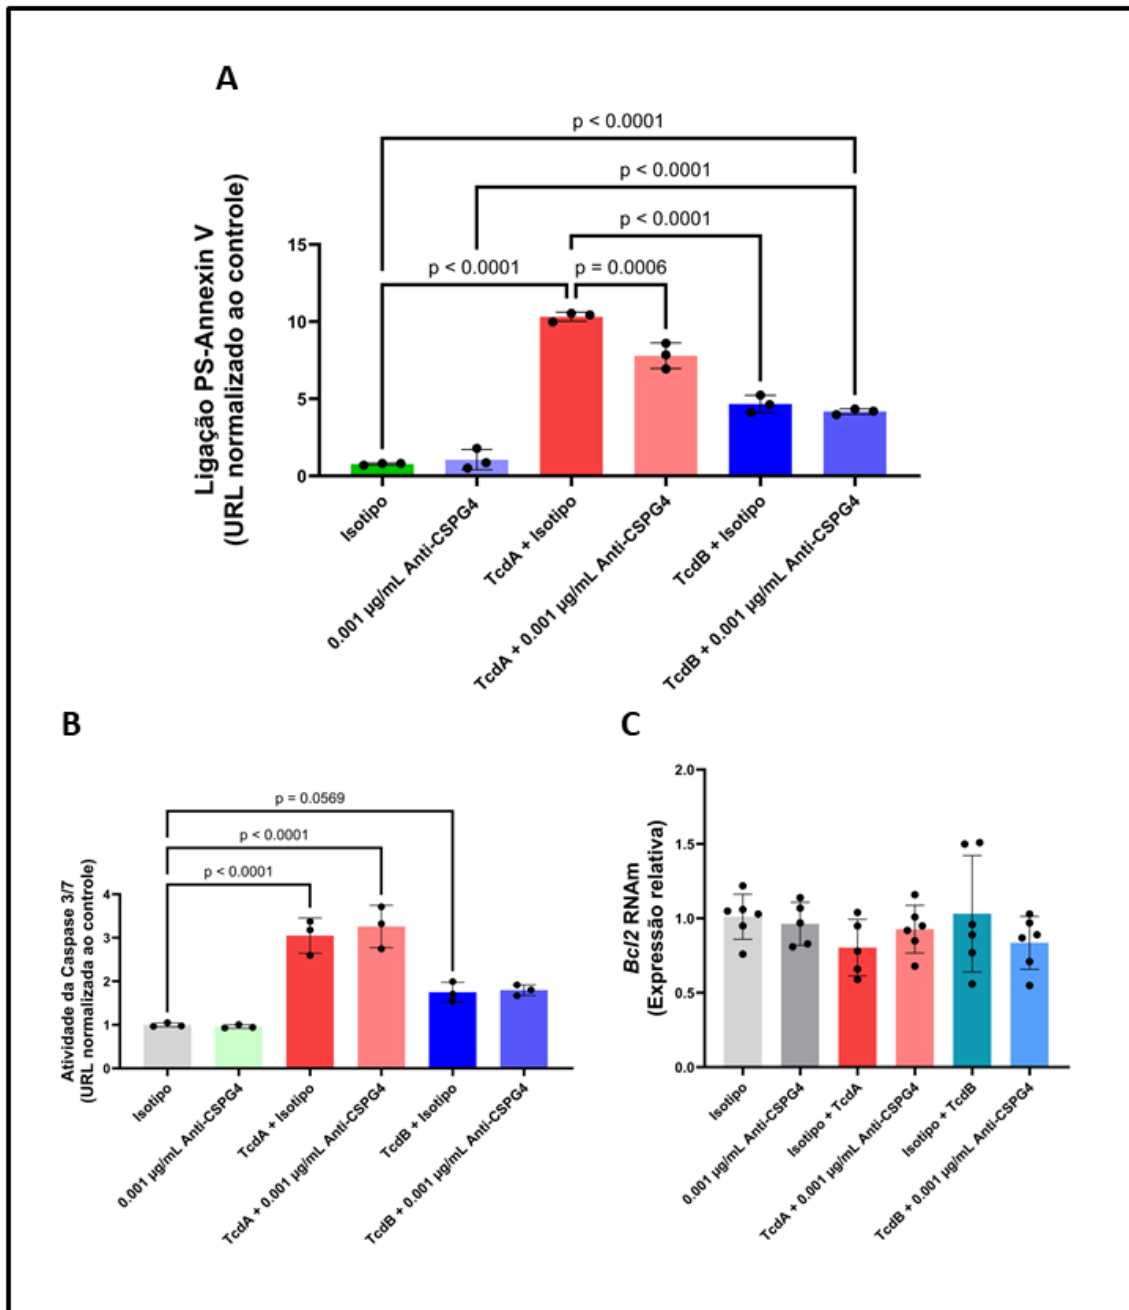 A
p < 0.0001
p < 0.0001
p < 0.0001
p < 0.0001
p = 0.0006
Ligação PS-Annexin V
(URL normalizado ao controle)
15
10
5
0
Isotipo
0.001 µg/mL Anti-CSPG4
TcdA + Isotipo
TcdA + 0.001 µg/mL Anti-CSPG4
TcdB + Isotipo
TcdB + 0.001 µg/mL Anti-CSPG4
B
p = 0.0569
p < 0.0001
p < 0.0001
Atividade da Caspase 3/7
(URL normalizada ao controle)
4
3
2
1
0
Isotipo
0.001 µg/mL Anti-CSPG4
TcdA + Isotipo
TcdA + 0.001 µg/mL Anti-CSPG4
TcdB + Isotipo
TcdB + 0.001 µg/mL Anti-CSPG4
C
Bcl2 RNAm
(Expressão relativa)
2.0
1.5
1.0
0.5
0.0
Isotipo
0.001 µg/mL Anti-CSPG4
Isotipo + TcdA
TcdA + 0.001 µg/mL Anti-CSPG4
Isotipo + TcdB
TcdB + 0.001 µg/mL Anti-CSPG4